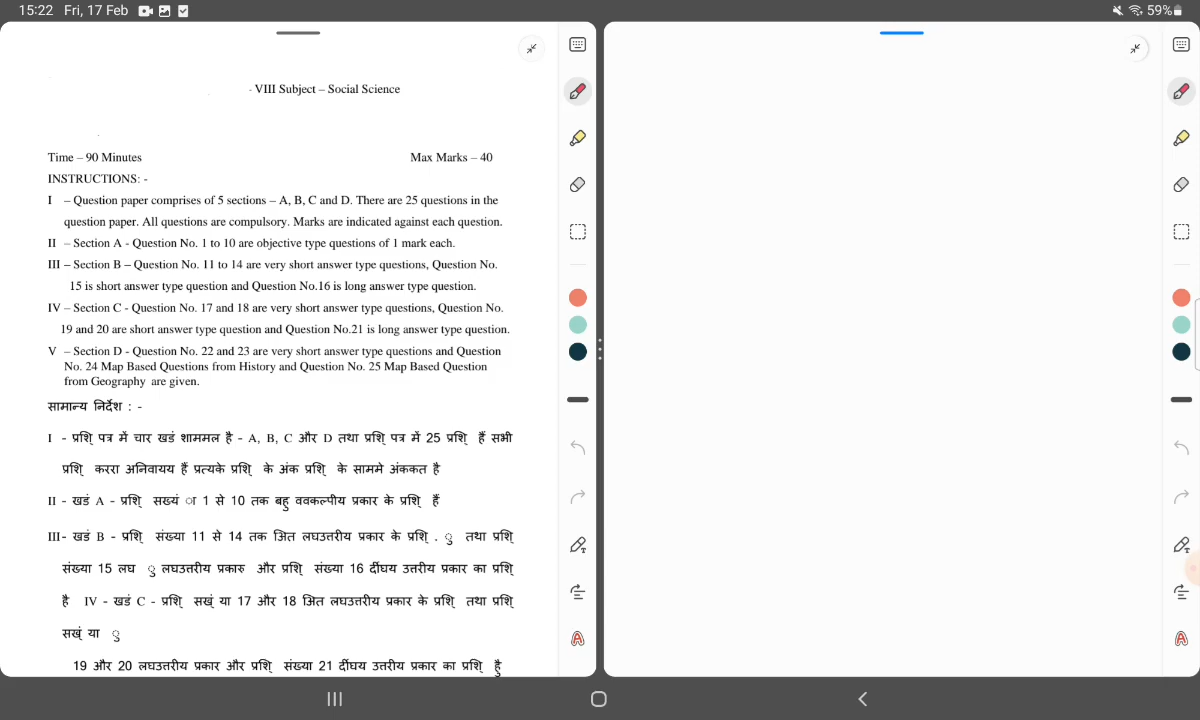 15:22 Fri, 17 Feb
59%
- VIII Subject – Social Science
Time – 90 Minutes Max Marks – 40
INSTRUCTIONS: -
I – Question paper comprises of 5 sections – A, B, C and D. There are 25 questions in the
question paper. All questions are compulsory. Marks are indicated against each question.
II – Section A - Question No. 1 to 10 are objective type questions of 1 mark each.
III – Section B – Question No. 11 to 14 are very short answer type questions, Question No.
15 is short answer type question and Question No.16 is long answer type question.
IV – Section C - Question No. 17 and 18 are very short answer type questions, Question No.
19 and 20 are short answer type question and Question No.21 is long answer type question.
V – Section D - Question No. 22 and 23 are very short answer type questions and Question
No. 24 Map Based Questions from History and Question No. 25 Map Based Question
from Geography are given.
सामान्य निर्देश : -
I - प्रशि् पत्र में चार खडं शाममल है - A, B, C और D तथा प्रशि् पत्र में 25 प्रशि् हैं सभी
प्रशि् कररा अनिवायय हैं प्रत्यके प्रशि् के अंक प्रशि् के साममे अंककत है
II - खडं A - प्रशि् सख्यं ा 1 से 10 तक बहु ववकल्पीय प्रकार के प्रशि् हैं
III- खडं B - प्रशि् संख्या 11 से 14 तक अित लघउत्तरीय प्रकार के प्रशि् . ु तथा प्रशि्
संख्या 15 लघ ु लघउत्तरीय प्रकारु और प्रशि् संख्या 16 र्दीघय उत्तरीय प्रकार का प्रशि्
है IV - खडं C - प्रशि् सख्ं या 17 और 18 अित लघउत्तरीय प्रकार के प्रशि् तथा प्रशि्
सख्ं या ु
19 और 20 लघउत्तरीय प्रकार और प्रशि् संख्या 21 र्दीघय उत्तरीय प्रकार का प्रशि् है